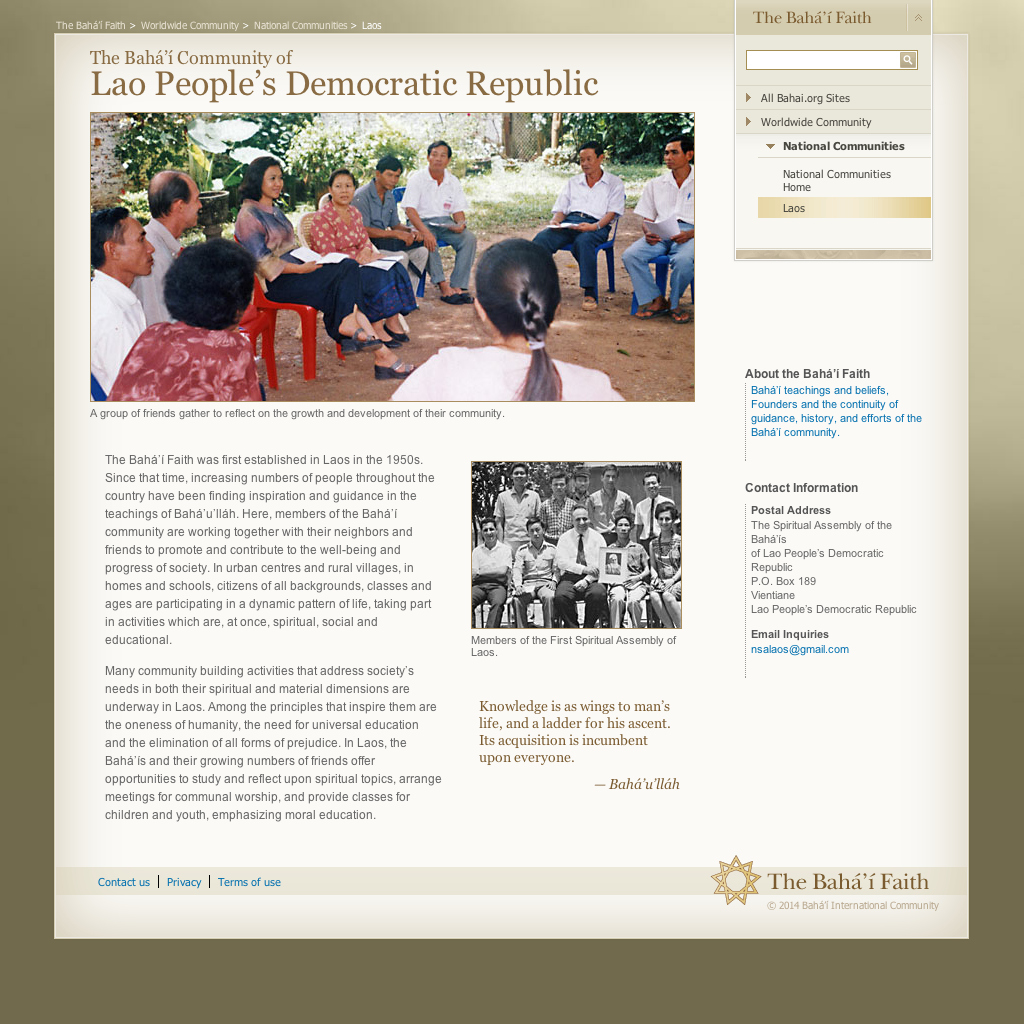 The Bahá’í Faith > Worldwide Community > National Communities > Laos
The Bahá’í Faith
The Bahá’í Community of
Lao People’s Democratic Republic
All Bahai.org Sites
Worldwide Community
National Communities
National Communities
Home
Laos
A group of friends gather to reflect on the growth and development of their community.
The Bahá’í Faith was first established in Laos in the 1950s.
Since that time, increasing numbers of people throughout the
country have been finding inspiration and guidance in the
teachings of Bahá’u’lláh. Here, members of the Bahá’í
community are working together with their neighbors and
friends to promote and contribute to the well-being and
progress of society. In urban centres and rural villages, in
homes and schools, citizens of all backgrounds, classes and
ages are participating in a dynamic pattern of life, taking part
in activities which are, at once, spiritual, social and
educational.
Many community building activities that address society’s
needs in both their spiritual and material dimensions are
underway in Laos. Among the principles that inspire them are
the oneness of humanity, the need for universal education
and the elimination of all forms of prejudice. In Laos, the
Bahá’ís and their growing numbers of friends offer
opportunities to study and reflect upon spiritual topics, arrange
meetings for communal worship, and provide classes for
children and youth, emphasizing moral education.
Members of the First Spiritual Assembly of
Laos.
Knowledge is as wings to man’s
life, and a ladder for his ascent.
Its acquisition is incumbent
upon everyone.
— Bahá’u’lláh
About the Bahá’í Faith
Bahá’í teachings and beliefs,
Founders and the continuity of
guidance, history, and efforts of the
Bahá’í community.
Contact Information
Postal Address
The Spiritual Assembly of the
Bahá’ís
of Lao People’s Democratic
Republic
P.O. Box 189
Vientiane
Lao People’s Democratic Republic
Email Inquiries
nsalaos@gmail.com
Contact us | Privacy | Terms of use
The Bahá’í Faith
© 2014 Bahá’í International Community